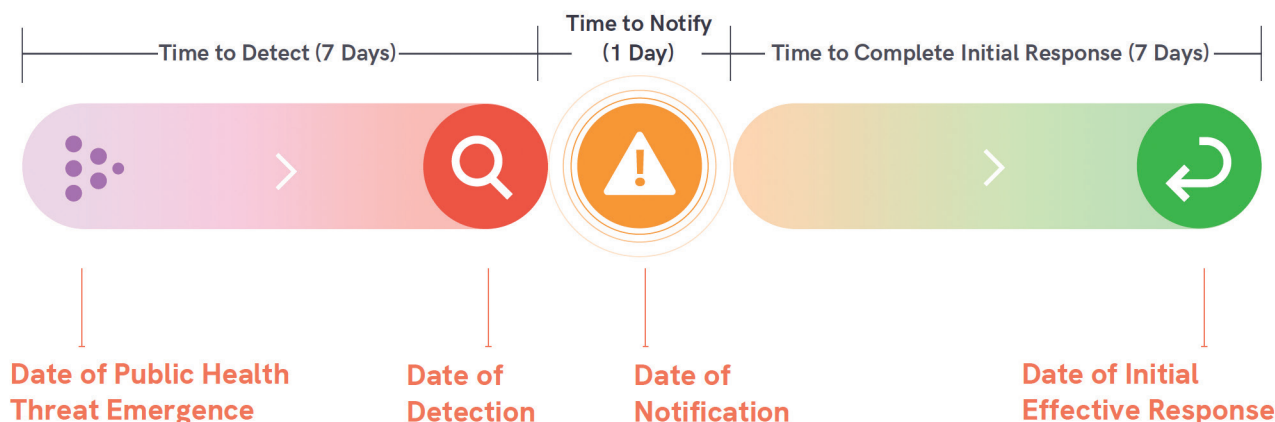 Time to Detect (7 Days)
Time to Notify
(1 Day)
Time to Complete Initial Response (7 Days)
Date of Public Health
Threat Emergence
Date of
Detection
Date of
Notification
Date of Initial
Effective Response